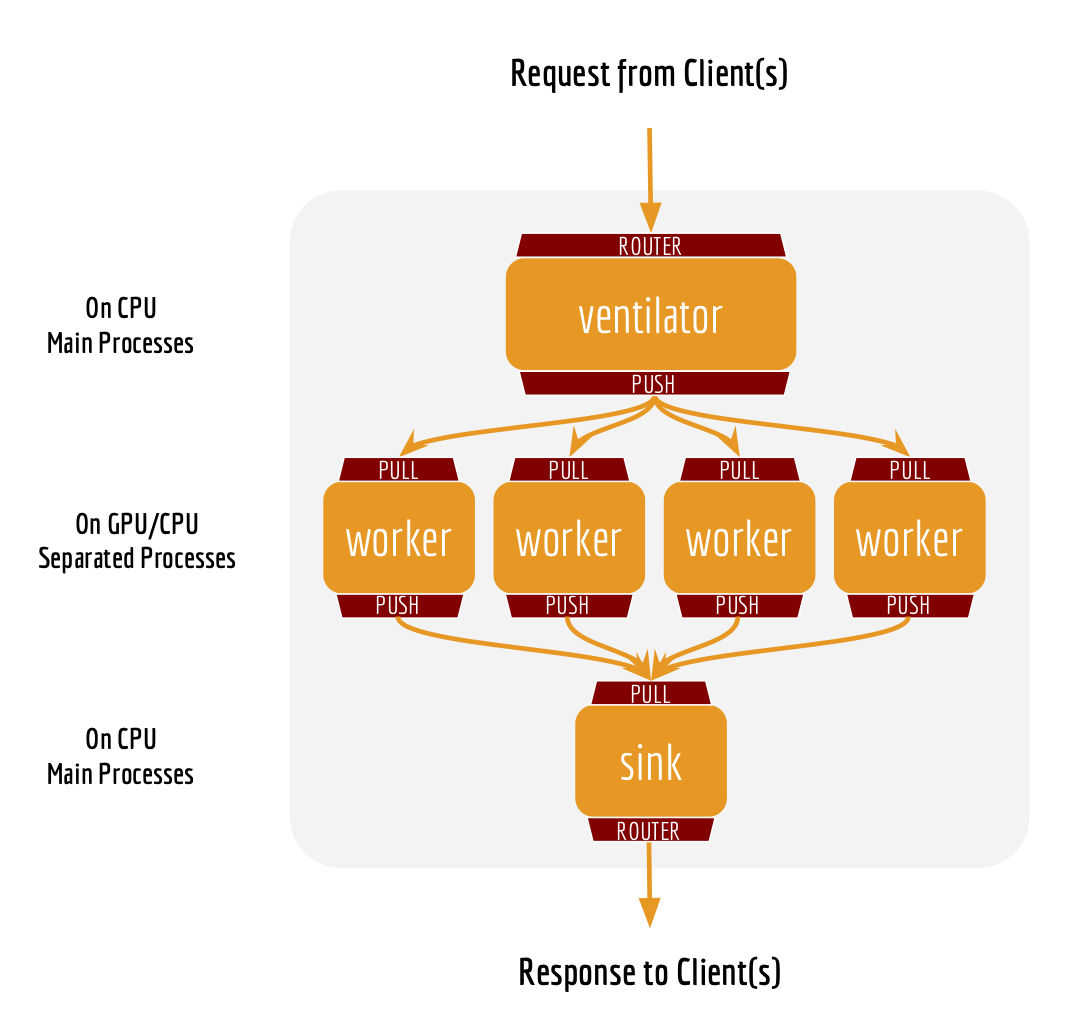 Request from Client(s)
ROUTER
ventilator
PUSH
On CPU
Main Processes
PULL PULL PULL PULL
worker worker worker worker
PUSH PUSH PUSH PUSH
On GPU/CPU
Separated Processes
PULL
sink
ROUTER
On CPU
Main Processes
Response to Client(s)